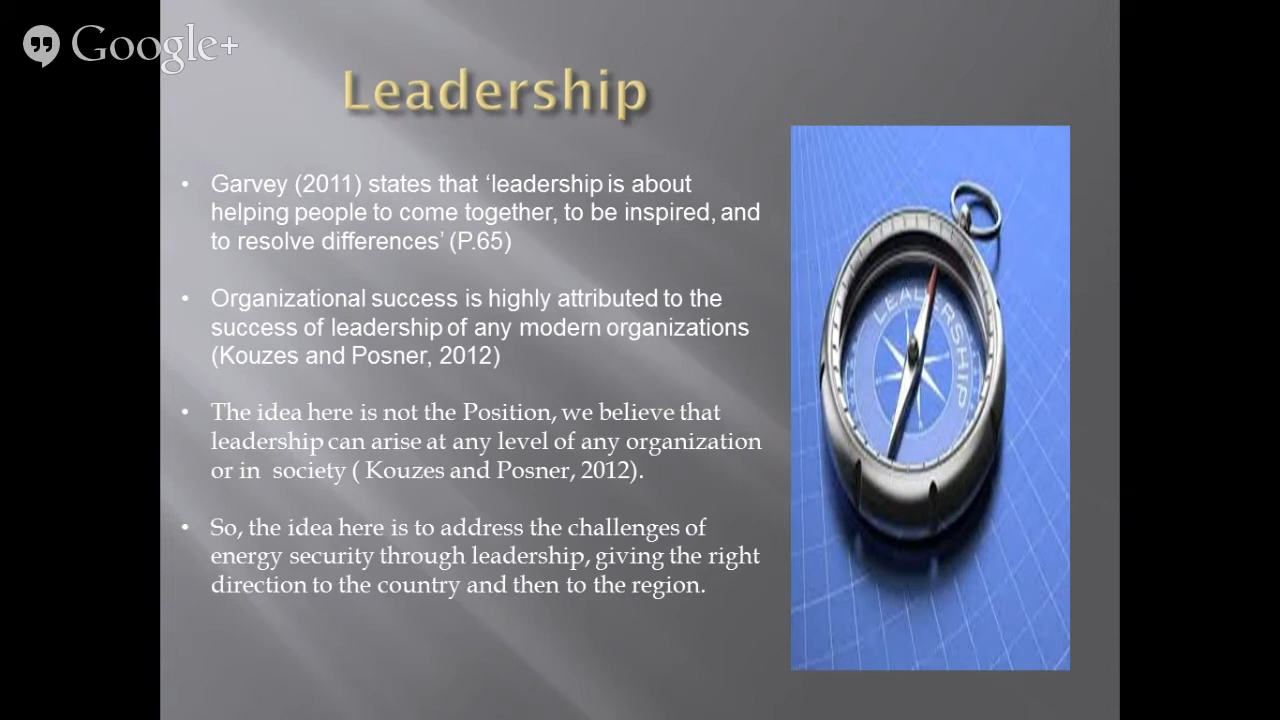 Google+
Leadership
• Garvey (2011) states that ‘leadership is about
helping people to come together, to be inspired, and
to resolve differences’ (P.65)
• Organizational success is highly attributed to the
success of leadership of any modern organizations
(Kouzes and Posner, 2012)
• The idea here is not the Position, we believe that
leadership can arise at any level of any organization
or in  society ( Kouzes and Posner, 2012).
• So, the idea here is to address the challenges of
energy security through leadership, giving the right
direction to the country and then to the region.
LEADERSHIP